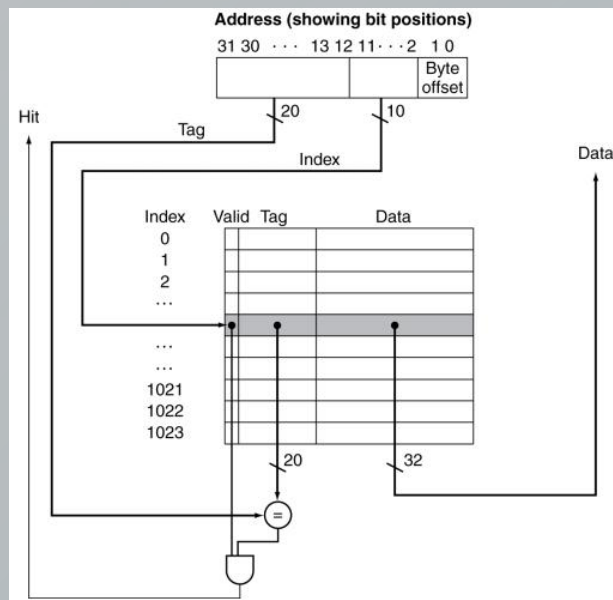 Address (showing bit positions)
31 30 · · · 13 12 11 · · · 2 1 0
Byte
offset
20
10
Hit
Tag
Index
Data
Index Valid Tag Data
0
1
2
...
...
...
1021
1022
1023
20
32
=